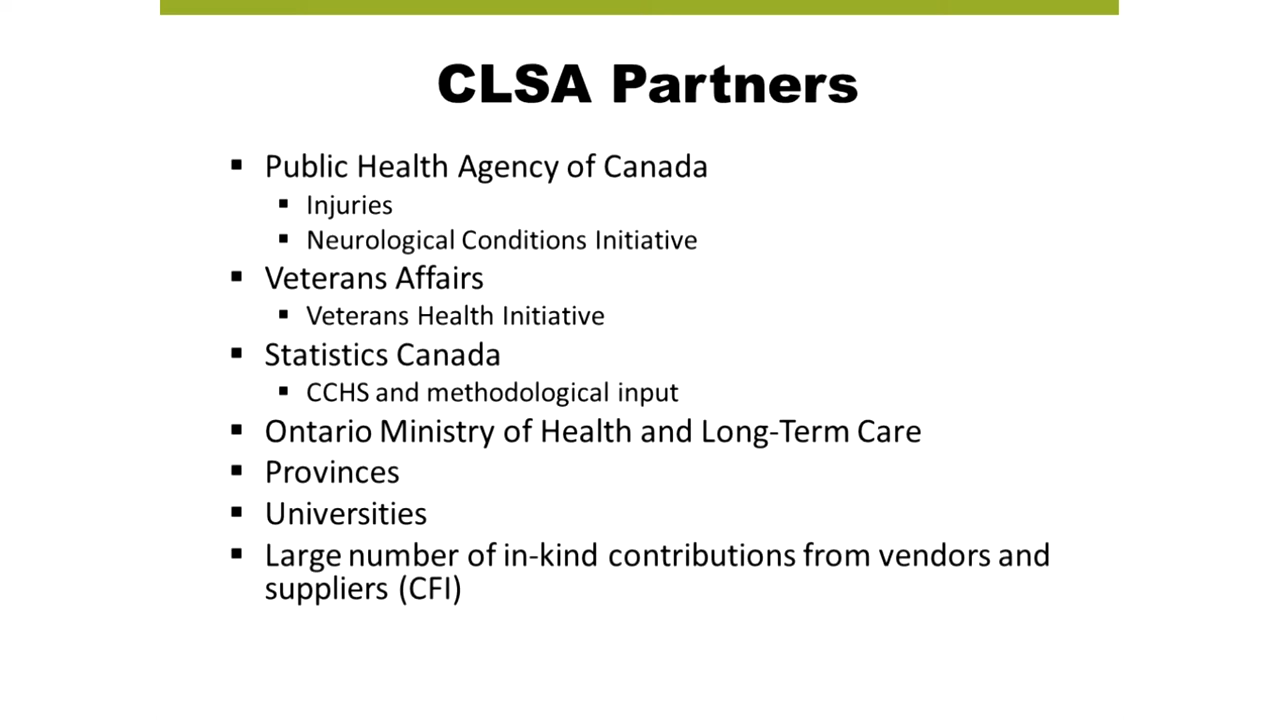 CLSA Partners
▪ Public Health Agency of Canada
▪ Injuries
▪ Neurological Conditions Initiative
▪ Veterans Affairs
▪ Veterans Health Initiative
▪ Statistics Canada
▪ CCHS and methodological input
▪ Ontario Ministry of Health and Long-Term Care
▪ Provinces
▪ Universities
▪ Large number of in-kind contributions from vendors and
suppliers (CFI)